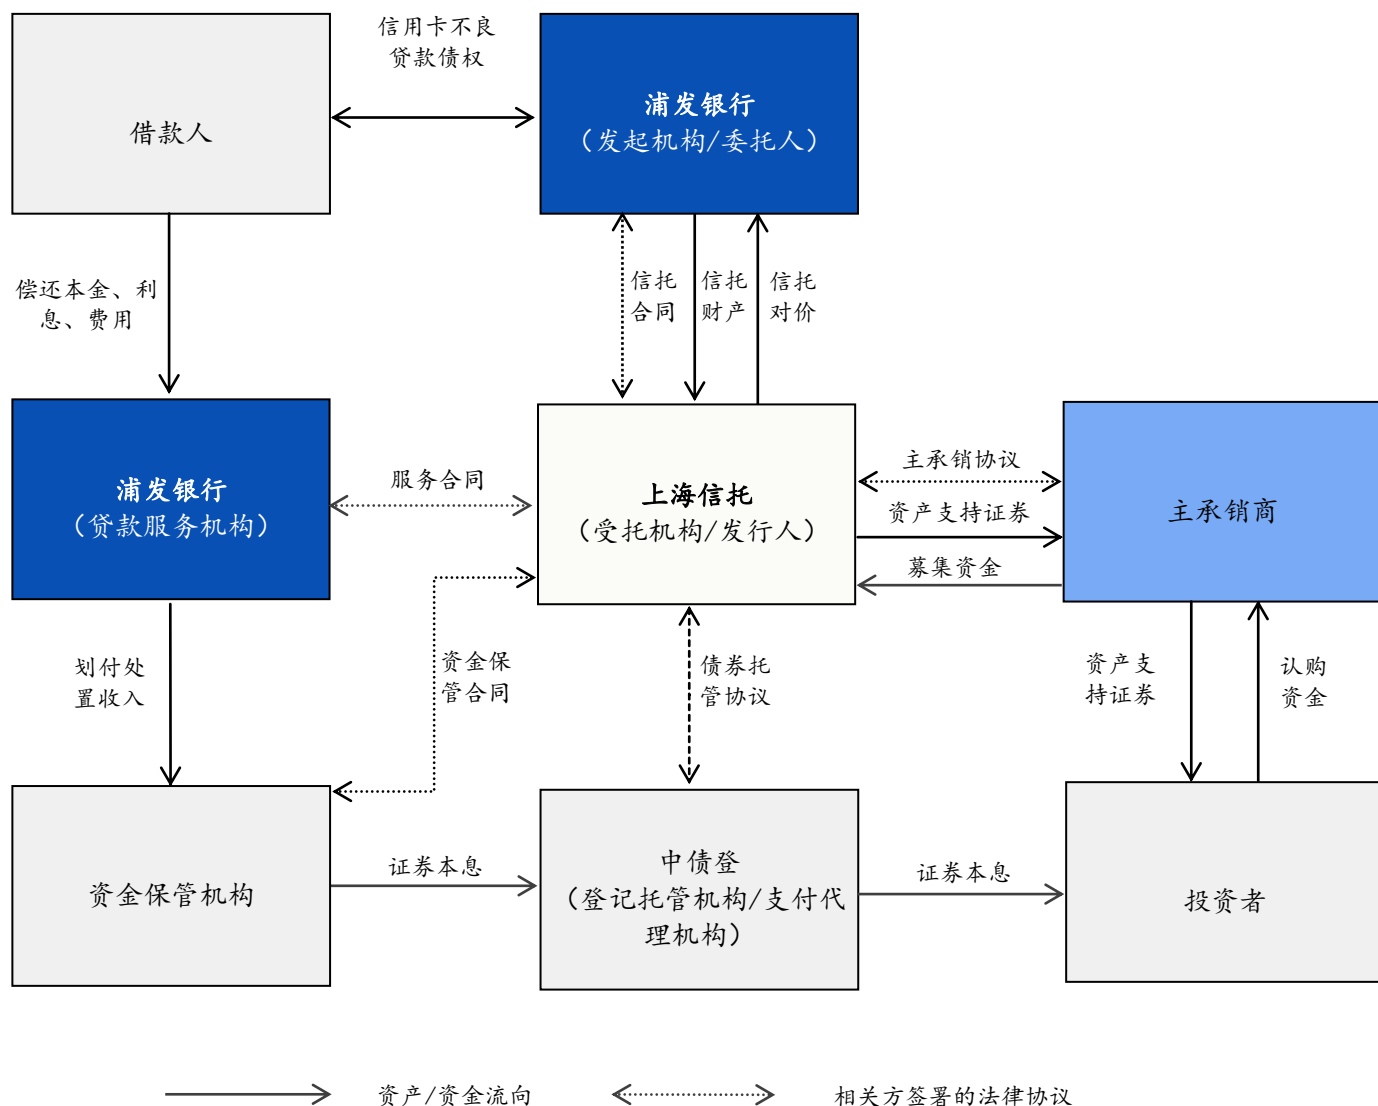 信用卡不良
贷款债权
借款人
浦发银行
（发起机构/委托人）
偿还本金、利
息、费用
信托
合同
信托
财产
信托
对价
浦发银行
（贷款服务机构）
服务合同
上海信托
（受托机构/发行人）
主承销协议
资产支持证券
募集资金
主承销商
划付处
置收入
资金保
管合同
债券托
管协议
资产支
持证券
认购
资金
资金保管机构
证券本息
中债登
（登记托管机构/支付代
理机构）
证券本息
投资者
资产/资金流向
相关方签署的法律协议